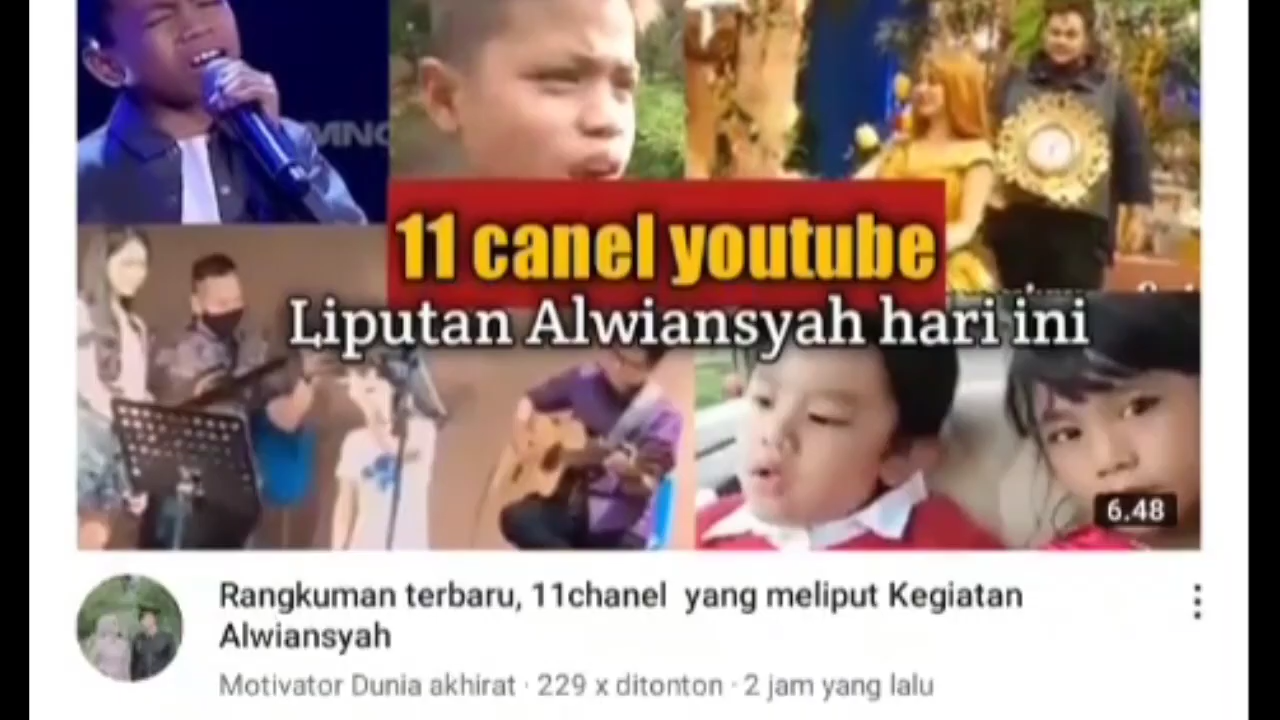 11 canel youtube
Liputan Alwiansyah hari ini
6.48
Rangkuman terbaru, 11chanel yang meliput Kegiatan
Alwiansyah
Motivator Dunia akhirat · 229 x ditonton · 2 jam yang lalu